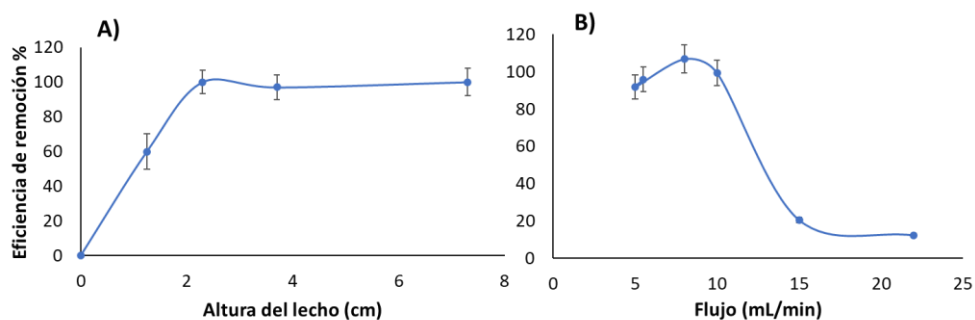 A)
Eficiencia de remoción %
120
100
80
60
40
20
0
0 2 4 6 8
Altura del lecho (cm)
B)
120
100
80
60
40
20
0
0 5 10 15 20 25
Flujo (mL/min)